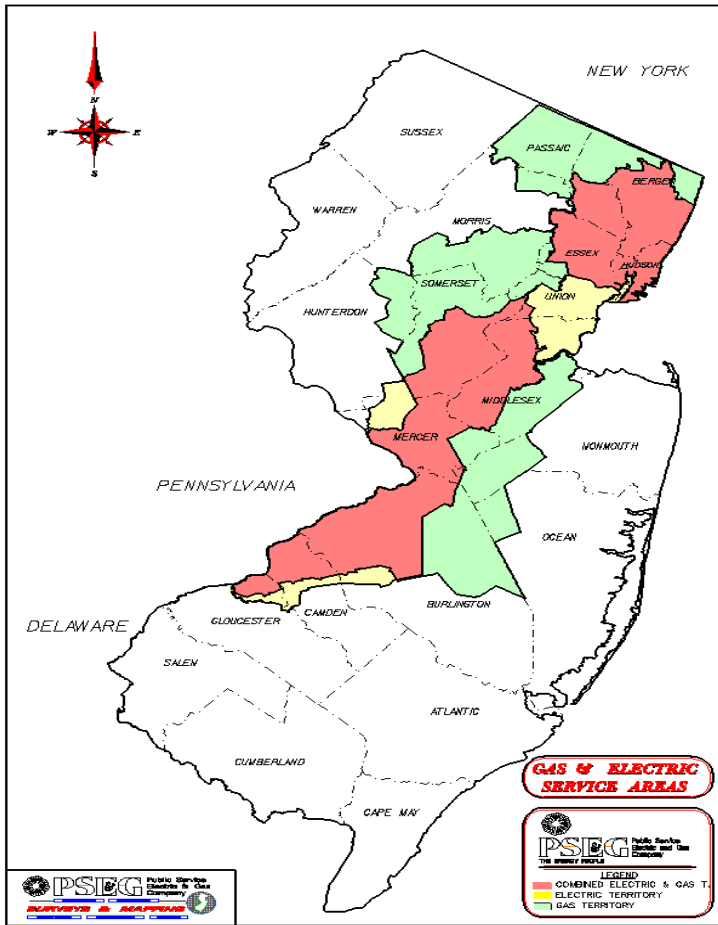 NEW YORK
N
W
E
S
SUSSEX
PASSAIC
BERGEN
WARREN
MORRIS
ESSEX
HUDSON
SOMERSET
UNION
HUNTERDON
MIDDLESEX
MERCER
MONMOUTH
PENNSYLVANIA
OCEAN
BURLINGTON
CAMDEN
GLOUCESTER
DELAWARE
SALEM
ATLANTIC
CUMBERLAND
CAPE MAY
GAS & ELECTRIC
SERVICE AREAS
PSEG
Public Service
Electric and Gas
Company
THE ENERGY PEOPLE
LEGEND
COMBINED ELECTRIC & GAS T.
ELECTRIC TERRITORY
GAS TERRITORY
PSEG
Public Service
Electric & Gas
Company
SURVEYS & MAPPING